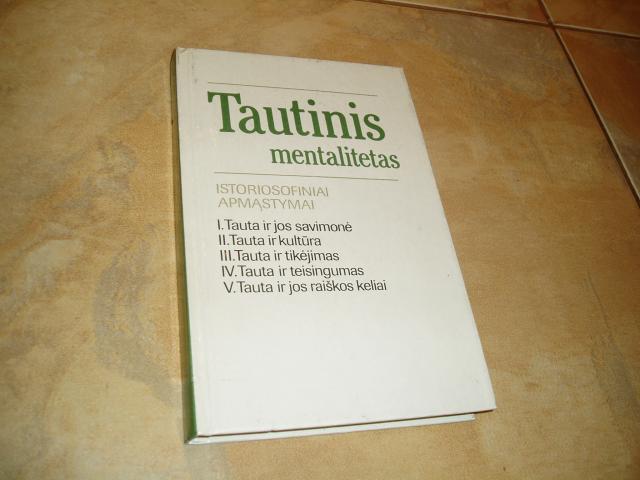 Tautinis
mentalitetas
ISTORIOSOFINIAI
APMĄSTYMAI
I.Tauta ir jos savimonė
II.Tauta ir kultūra
III.Tauta ir tikėjimas
IV.Tauta ir teisingumas
V.Tauta ir jos raiškos keliai